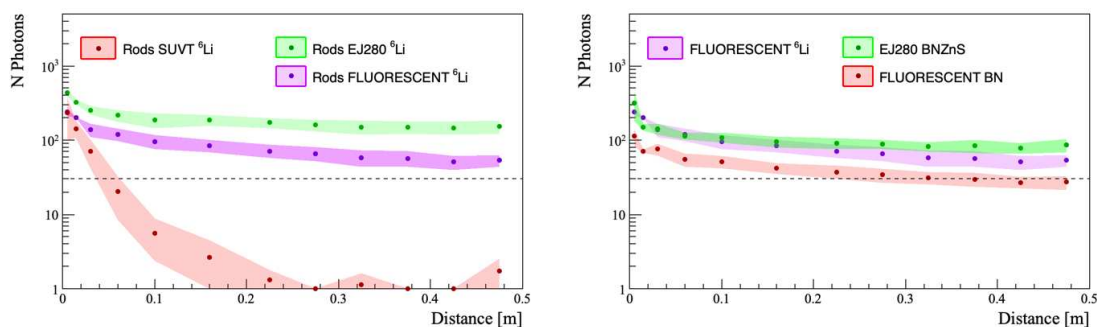 N Photons
10³
10²
10
1
Rods SUVT ⁶Li
Rods EJ280 ⁶Li
Rods FLUORESCENT ⁶Li
0
0.1
0.2
0.3
0.4
0.5
Distance [m]
N Photons
10³
10²
10
1
FLUORESCENT ⁶Li
EJ280 BNZnS
FLUORESCENT BN
0
0.1
0.2
0.3
0.4
0.5
Distance [m]